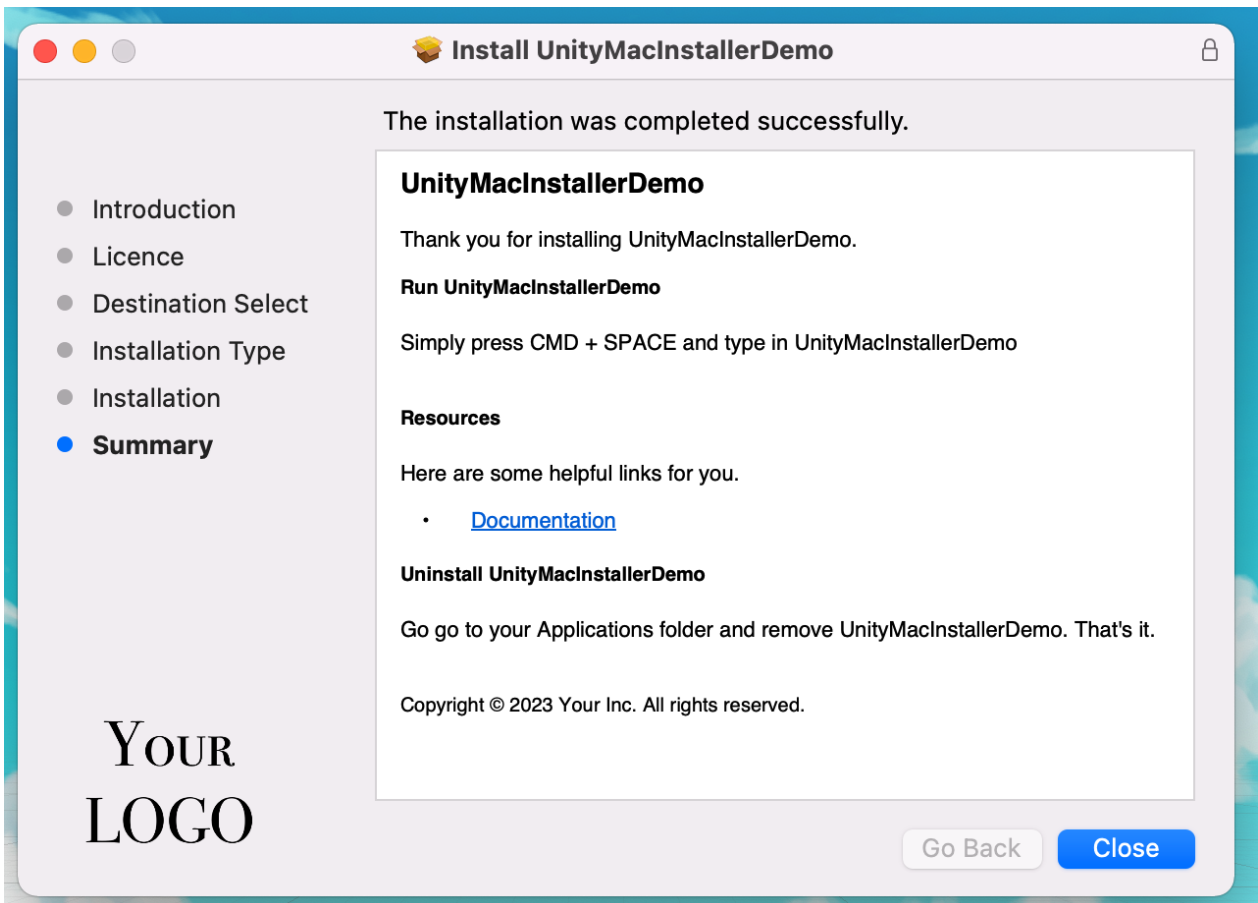 Install UnityMacInstallerDemo
The installation was completed successfully.
Introduction
Licence
Destination Select
Installation Type
Installation
Summary
UnityMacInstallerDemo
Thank you for installing UnityMacInstallerDemo.
Run UnityMacInstallerDemo
Simply press CMD + SPACE and type in UnityMacInstallerDemo
Resources
Here are some helpful links for you.
• Documentation
Uninstall UnityMacInstallerDemo
Go go to your Applications folder and remove UnityMacInstallerDemo. That's it.
Copyright © 2023 Your Inc. All rights reserved.
YOUR
LOGO
Go Back
Close